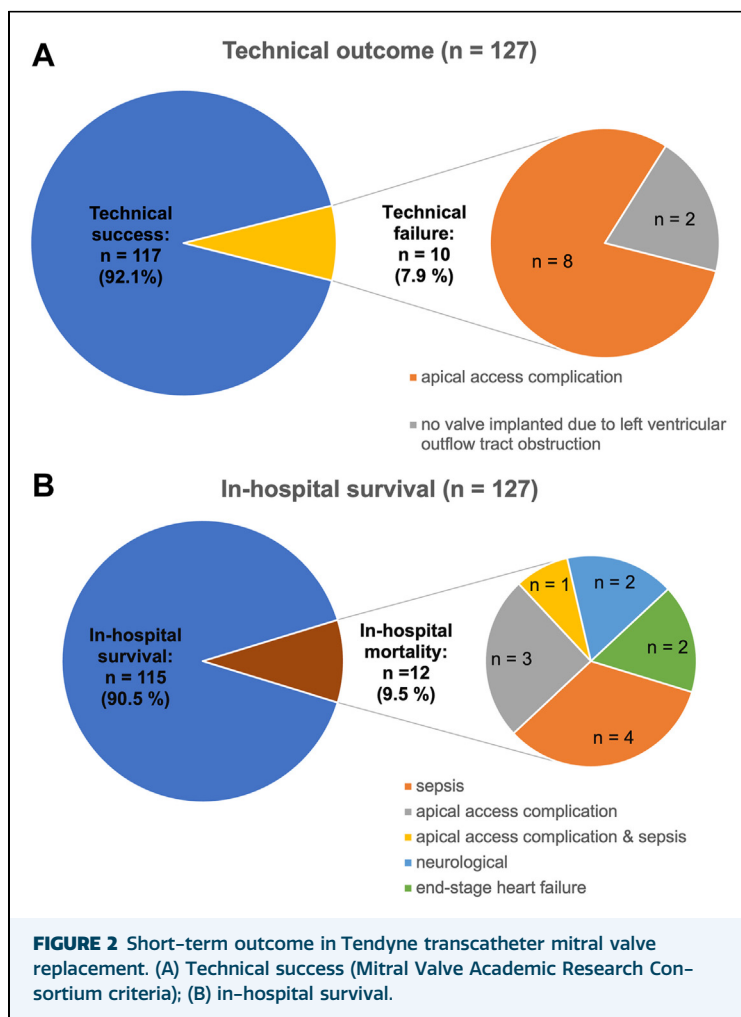 A
Technical outcome (n = 127)
Technical
success:
n = 117
(92.1%)
Technical
failure:
n = 10
(7.9 %)
n = 8
n = 2
apical access complication
no valve implanted due to left ventricular
outflow tract obstruction
B
In-hospital survival (n = 127)
In-hospital
survival:
n = 115
(90.5 %)
In-hospital
mortality:
n =12
(9.5 %)
n = 1
n = 2
n = 2
n = 3
n = 4
sepsis
apical access complication
apical access complication & sepsis
neurological
end-stage heart failure
FIGURE 2 Short-term outcome in Tendyne transcatheter mitral valve
replacement. (A) Technical success (Mitral Valve Academic Research Con-
sortium criteria); (B) in-hospital survival.